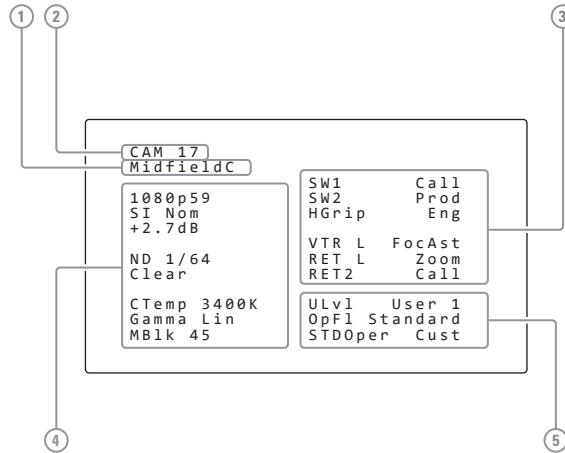 1 2 3
CAM 17
MidfieldC
1080p59
SI Nom
+2.7dB
ND 1/64
Clear
CTemp 3400K
Gamma Lin
MBlk 45
SW1 Call
SW2 Prod
HGrip Eng
VTR L FocAst
RET L Zoom
RET2 Call
ULvl User 1
OpFl Standard
STDOper Cust
4 5